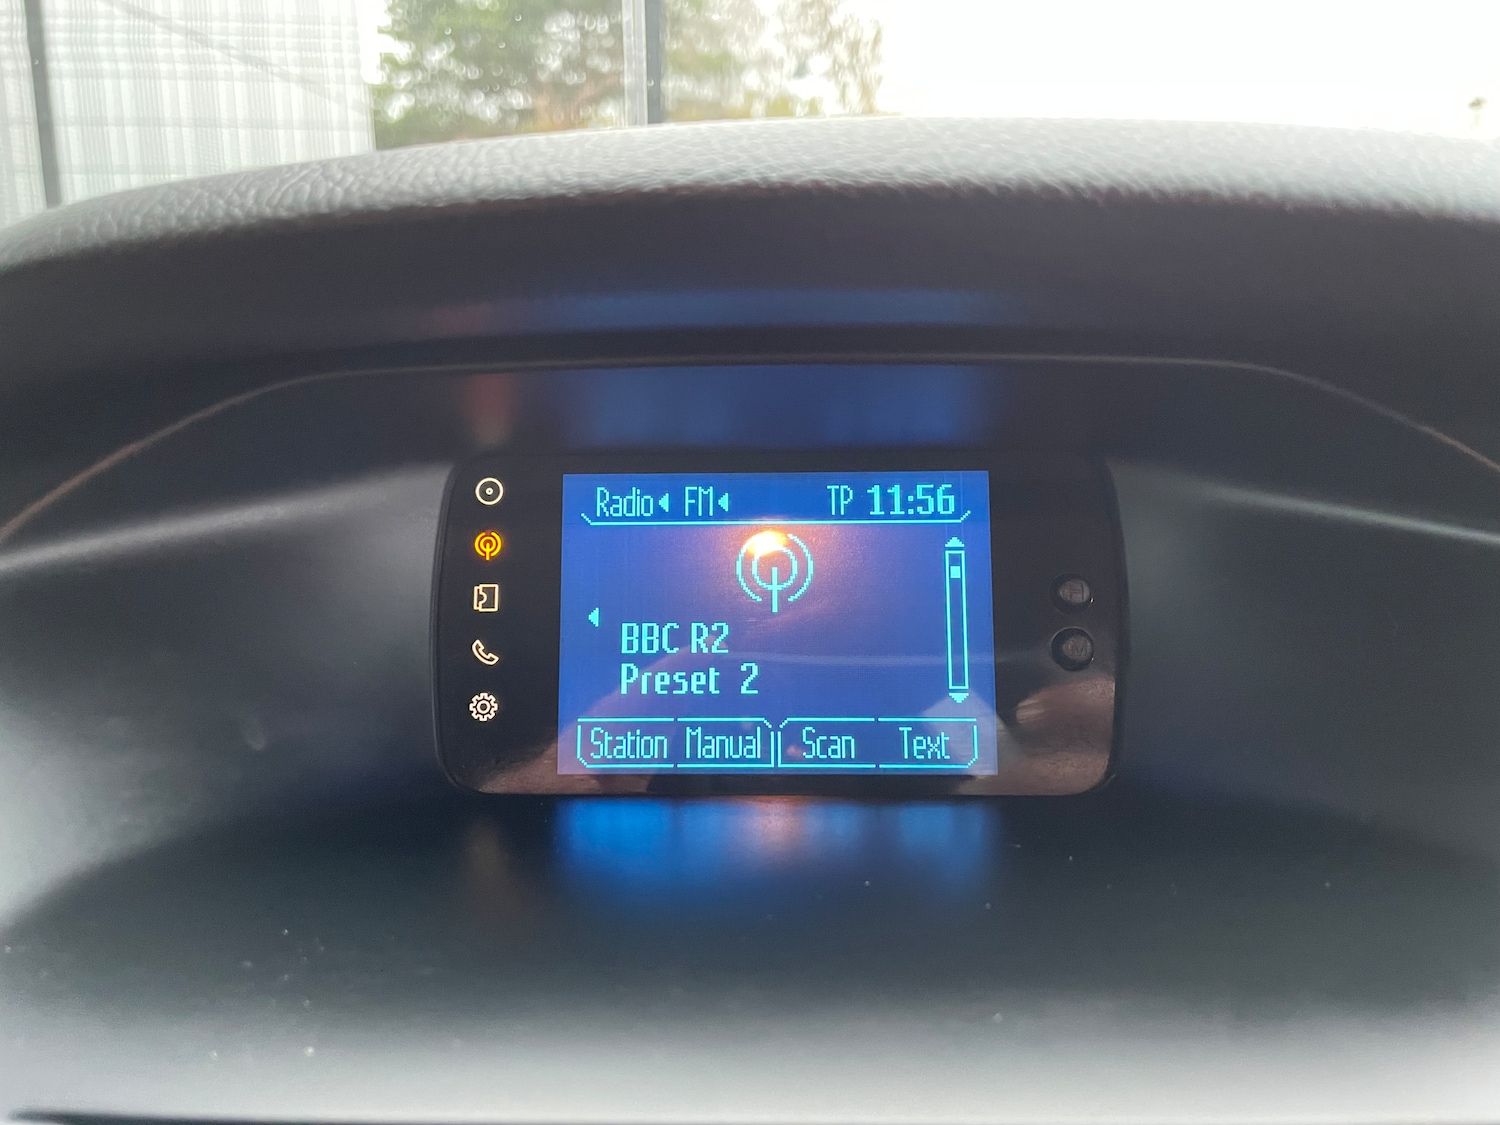 Radio FM TP 11:56
BBC R2
Preset 2
Station Manual Scan Text